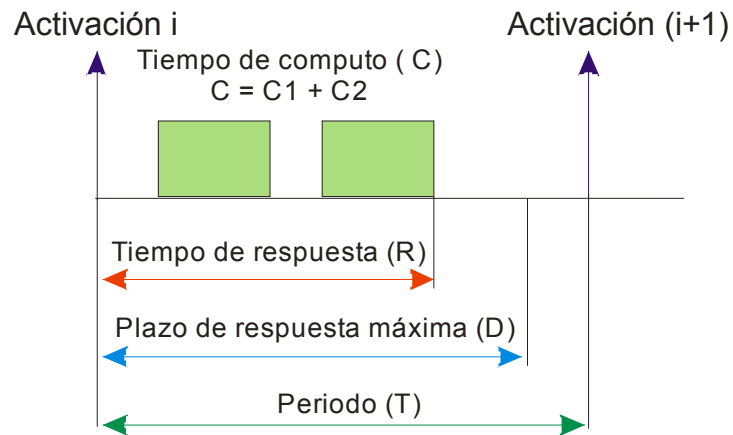 Activación i
Activación (i+1)
Tiempo de computo ( C)
C = C1 + C2
Tiempo de respuesta (R)
Plazo de respuesta máxima (D)
Periodo (T)